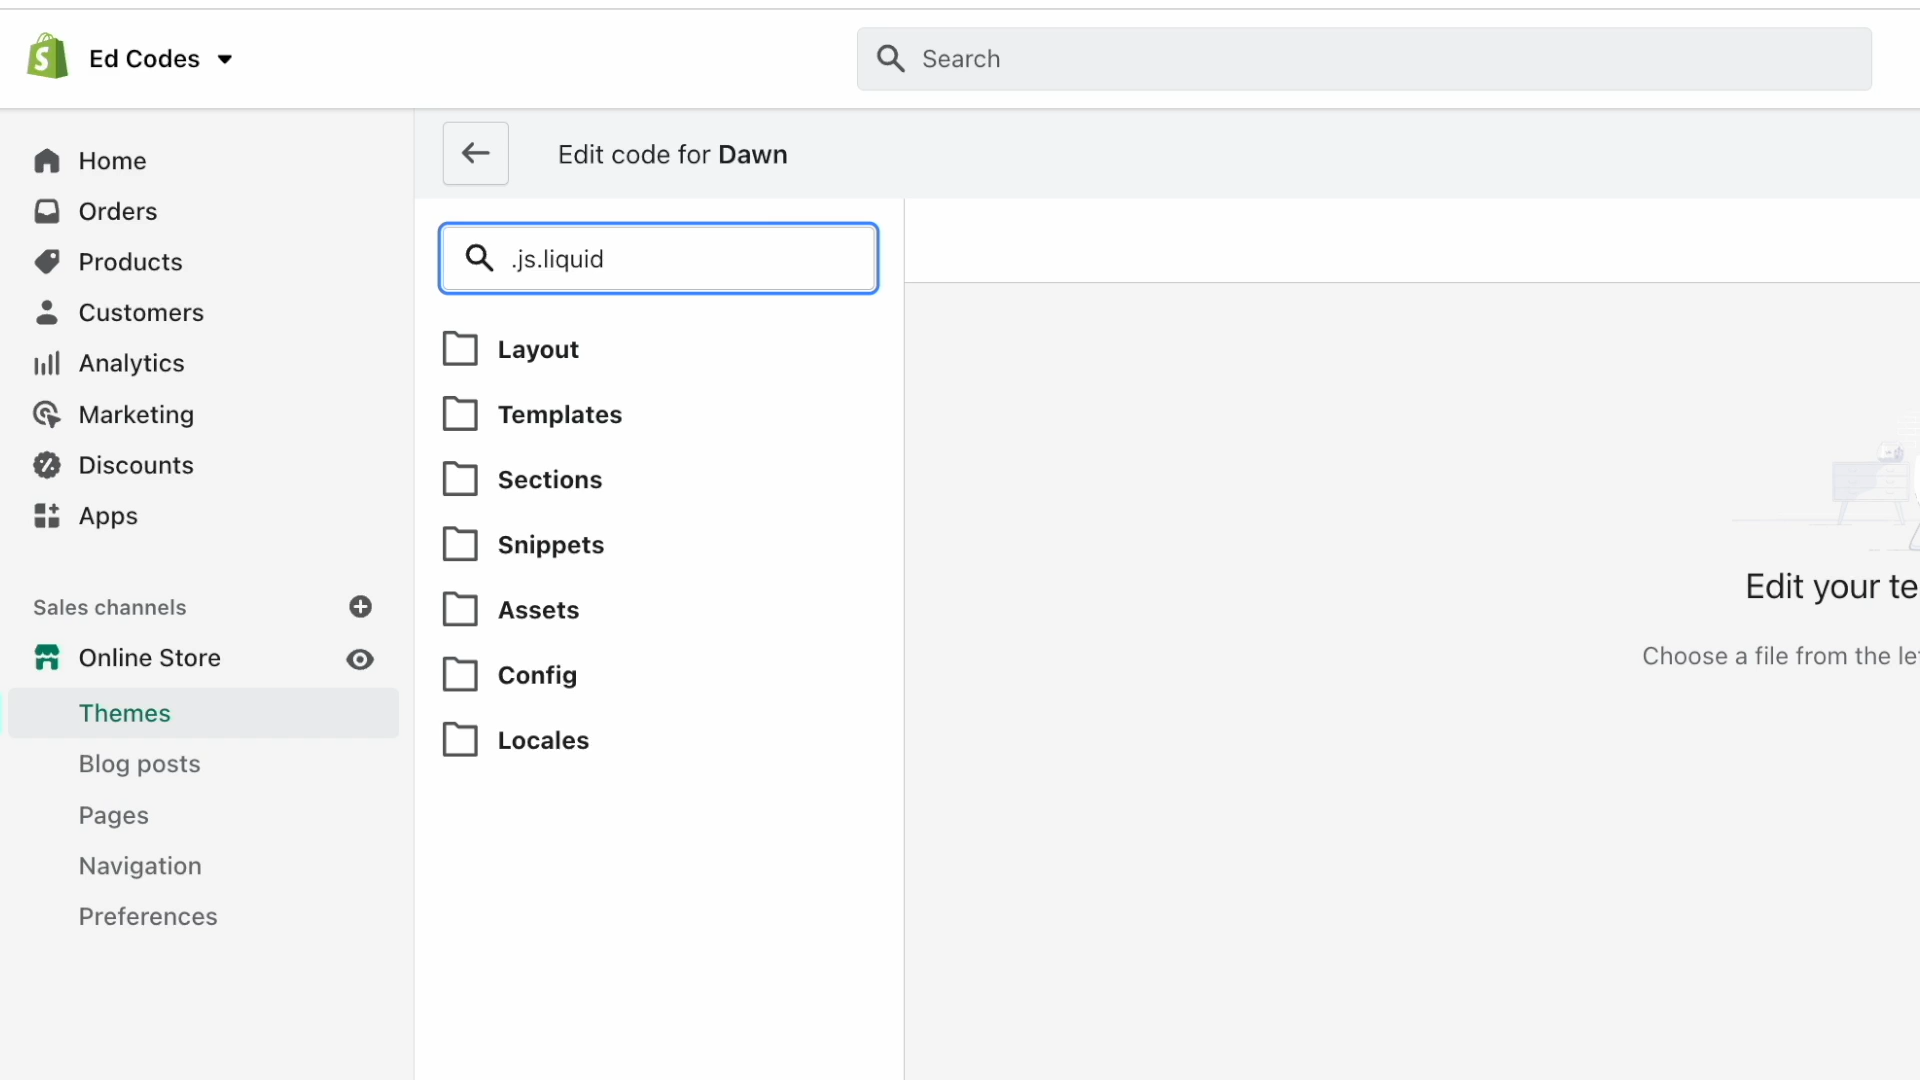 Ed Codes
Search
Home
Orders
Products
Customers
Analytics
Marketing
Discounts
Apps
Sales channels
Online Store
Themes
Blog posts
Pages
Navigation
Preferences
Edit code for Dawn
.js.liquid
Layout
Templates
Sections
Snippets
Assets
Config
Locales
Edit your te
Choose a file from the le